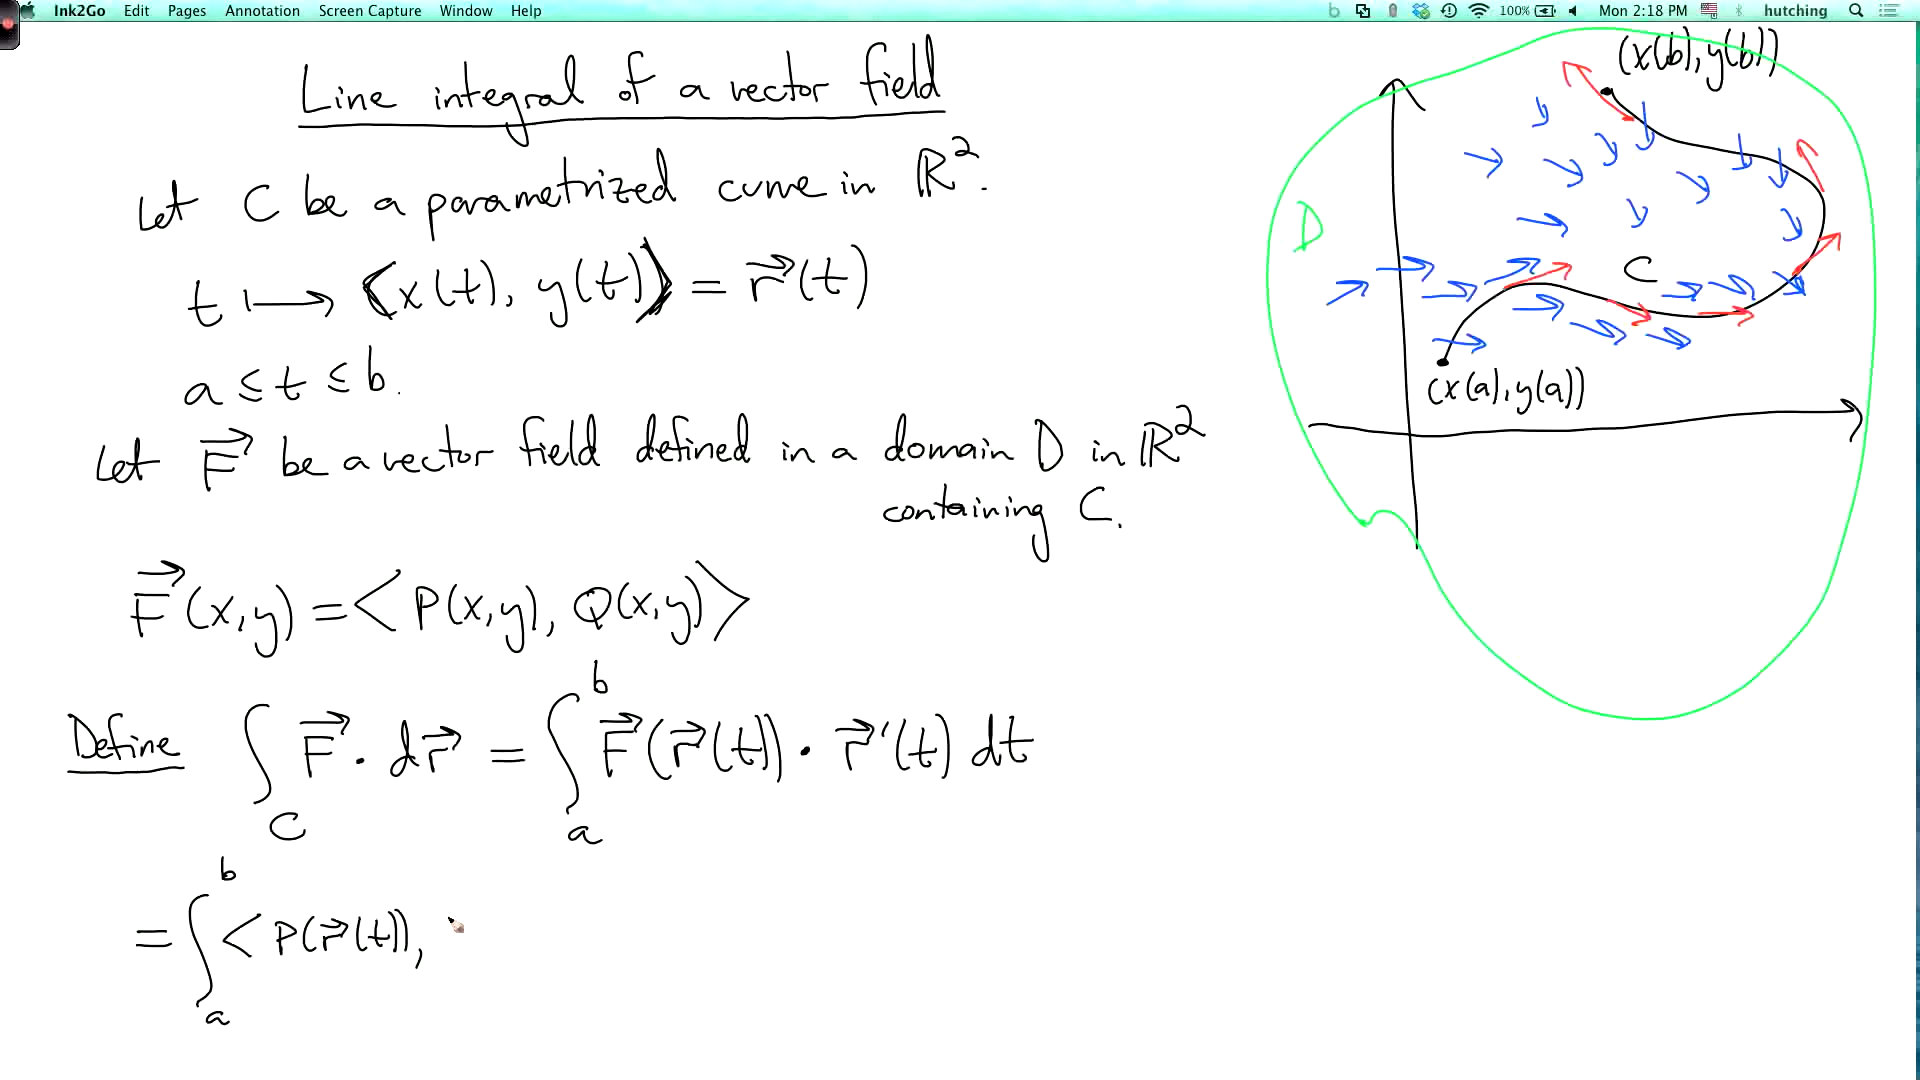 Ink2Go Edit Pages Annotation Screen Capture Window Help 100% Mon 2:18 PM hutching
Line integral of a vector field
Let C be a parametrized curve in ℝ².
t ↦ ⟨x(t), y(t)⟩ = r⃗(t)
a ≤ t ≤ b.
Let F⃗ be a vector field defined in a domain D in ℝ²
containing C.
F⃗(x,y) = ⟨P(x,y), Q(x,y)⟩
Define ∫_C F⃗ · dr⃗ = ∫_a^b F⃗(r⃗(t)) · r⃗'(t) dt
= ∫_a^b < P(r⃗(t)),
(x(b), y(b))
D
C
(x(a), y(a))